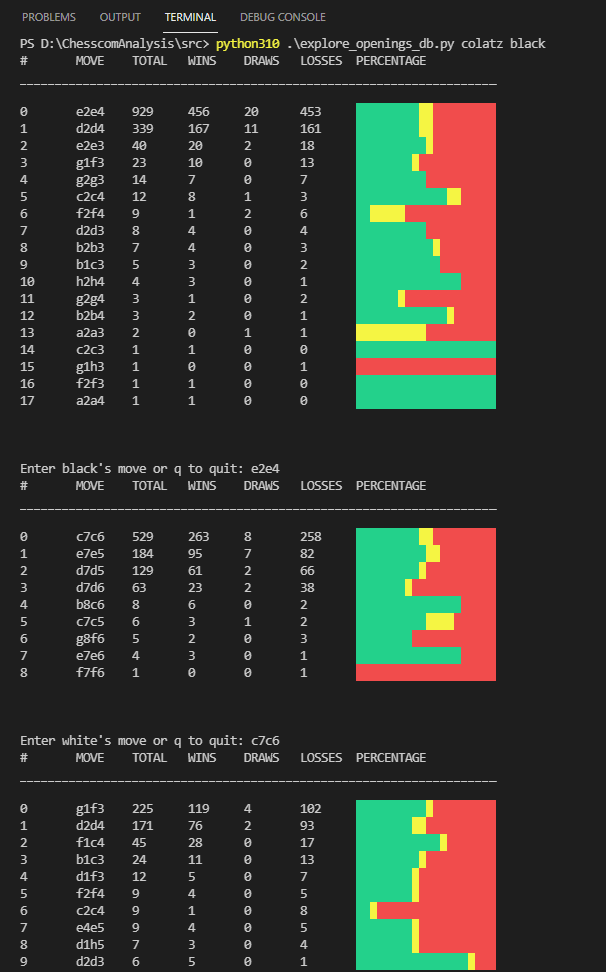 PROBLEMS OUTPUT TERMINAL DEBUG CONSOLE
PS D:\ChesscomAnalysis\src> python310 .\explore_openings_db.py colatz black
# MOVE TOTAL WINS DRAWS LOSSES PERCENTAGE
____________________________________________________________________
0 e2e4 929 456 20 453
1 d2d4 339 167 11 161
2 e2e3 40 20 2 18
3 g1f3 23 10 0 13
4 g2g3 14 7 0 7
5 c2c4 12 8 1 3
6 f2f4 9 1 2 6
7 d2d3 8 4 0 4
8 b2b3 7 4 0 3
9 b1c3 5 3 0 2
10 h2h4 4 3 0 1
11 g2g4 3 1 0 2
12 b2b4 3 2 0 1
13 a2a3 2 0 1 1
14 c2c3 1 1 0 0
15 g1h3 1 0 0 1
16 f2f3 1 1 0 0
17 a2a4 1 1 0 0
Enter black's move or q to quit: e2e4
# MOVE TOTAL WINS DRAWS LOSSES PERCENTAGE
____________________________________________________________________
0 c7c6 529 263 8 258
1 e7e5 184 95 7 82
2 d7d5 129 61 2 66
3 d7d6 63 23 2 38
4 b8c6 8 6 0 2
5 c7c5 6 3 1 2
6 g8f6 5 2 0 3
7 e7e6 4 3 0 1
8 f7f6 1 0 0 1
Enter white's move or q to quit: c7c6
# MOVE TOTAL WINS DRAWS LOSSES PERCENTAGE
____________________________________________________________________
0 g1f3 225 119 4 102
1 d2d4 171 76 2 93
2 f1c4 45 28 0 17
3 b1c3 24 11 0 13
4 d1f3 12 5 0 7
5 f2f4 9 4 0 5
6 c2c4 9 1 0 8
7 e4e5 9 4 0 5
8 d1h5 7 3 0 4
9 d2d3 6 5 0 1